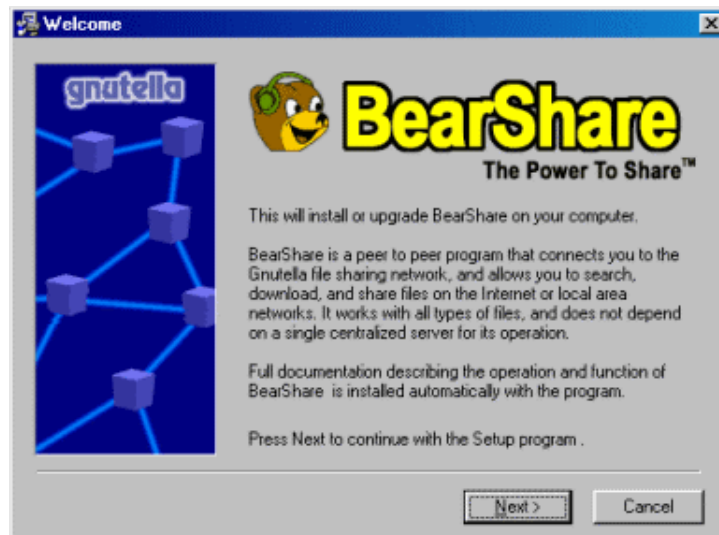 Welcome
gnutella
BearShare
The Power To Share™
This will install or upgrade BearShare on your computer.
BearShare is a peer to peer program that connects you to the
Gnutella file sharing network, and allows you to search,
download, and share files on the Internet or local area
networks. It works with all types of files, and does not depend
on a single centralized server for its operation.
Full documentation describing the operation and function of
BearShare  is installed automatically with the program.
Press Next to continue with the Setup program .
Next >
Cancel